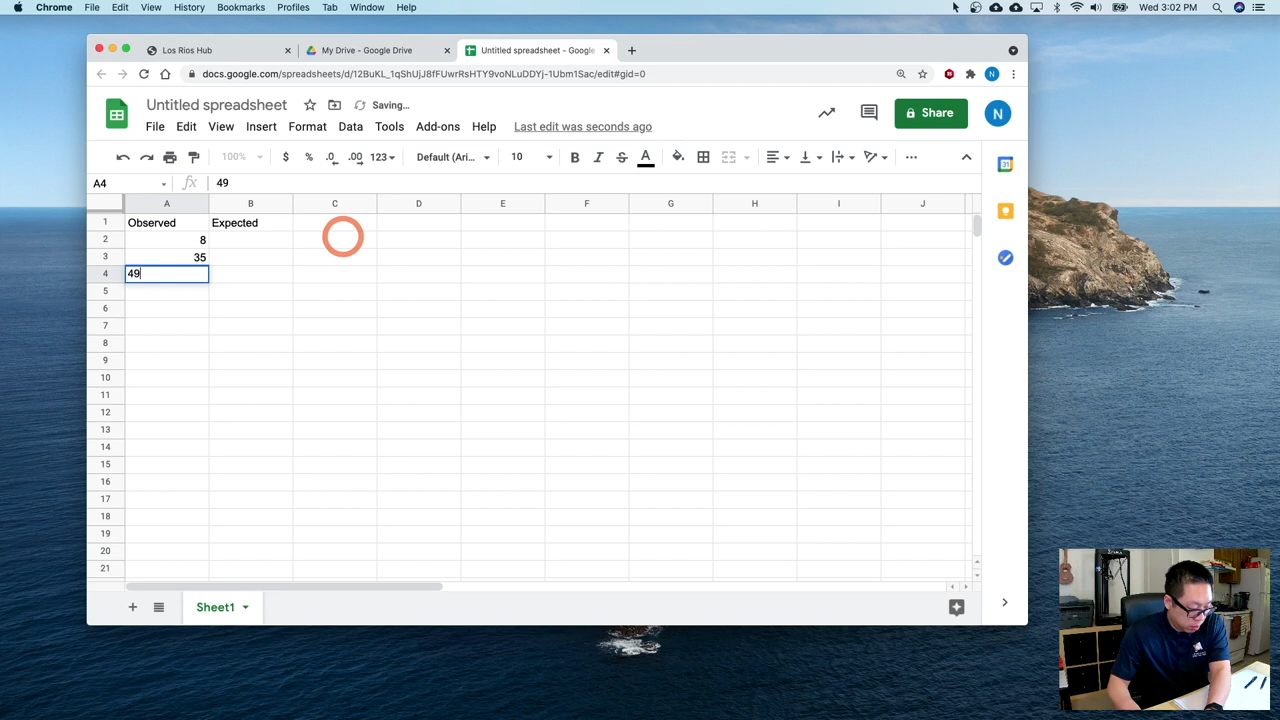 Chrome File Edit View History Bookmarks Profiles Tab Window Help Wed 3:02 PM
Los Rios Hub My Drive - Google Drive Untitled spreadsheet - Google
docs.google.com/spreadsheets/d/12BuKL_1qShUjJ8fFUwrRsHTY9voNLuDDYj-1Ubm1Sac/edit#gid=0 N
Untitled spreadsheet Saving...
File Edit View Insert Format Data Tools Add-ons Help Last edit was seconds ago Share N
100% $ % .0 .00 123 Default (Ari... 10 B I S A
A4 fx 49
A B C D E F G H I J
1 Observed Expected
2 8
3 35
4 49
5
6
7
8
9
10
11
12
13
14
15
16
17
18
19
20
21
Sheet1